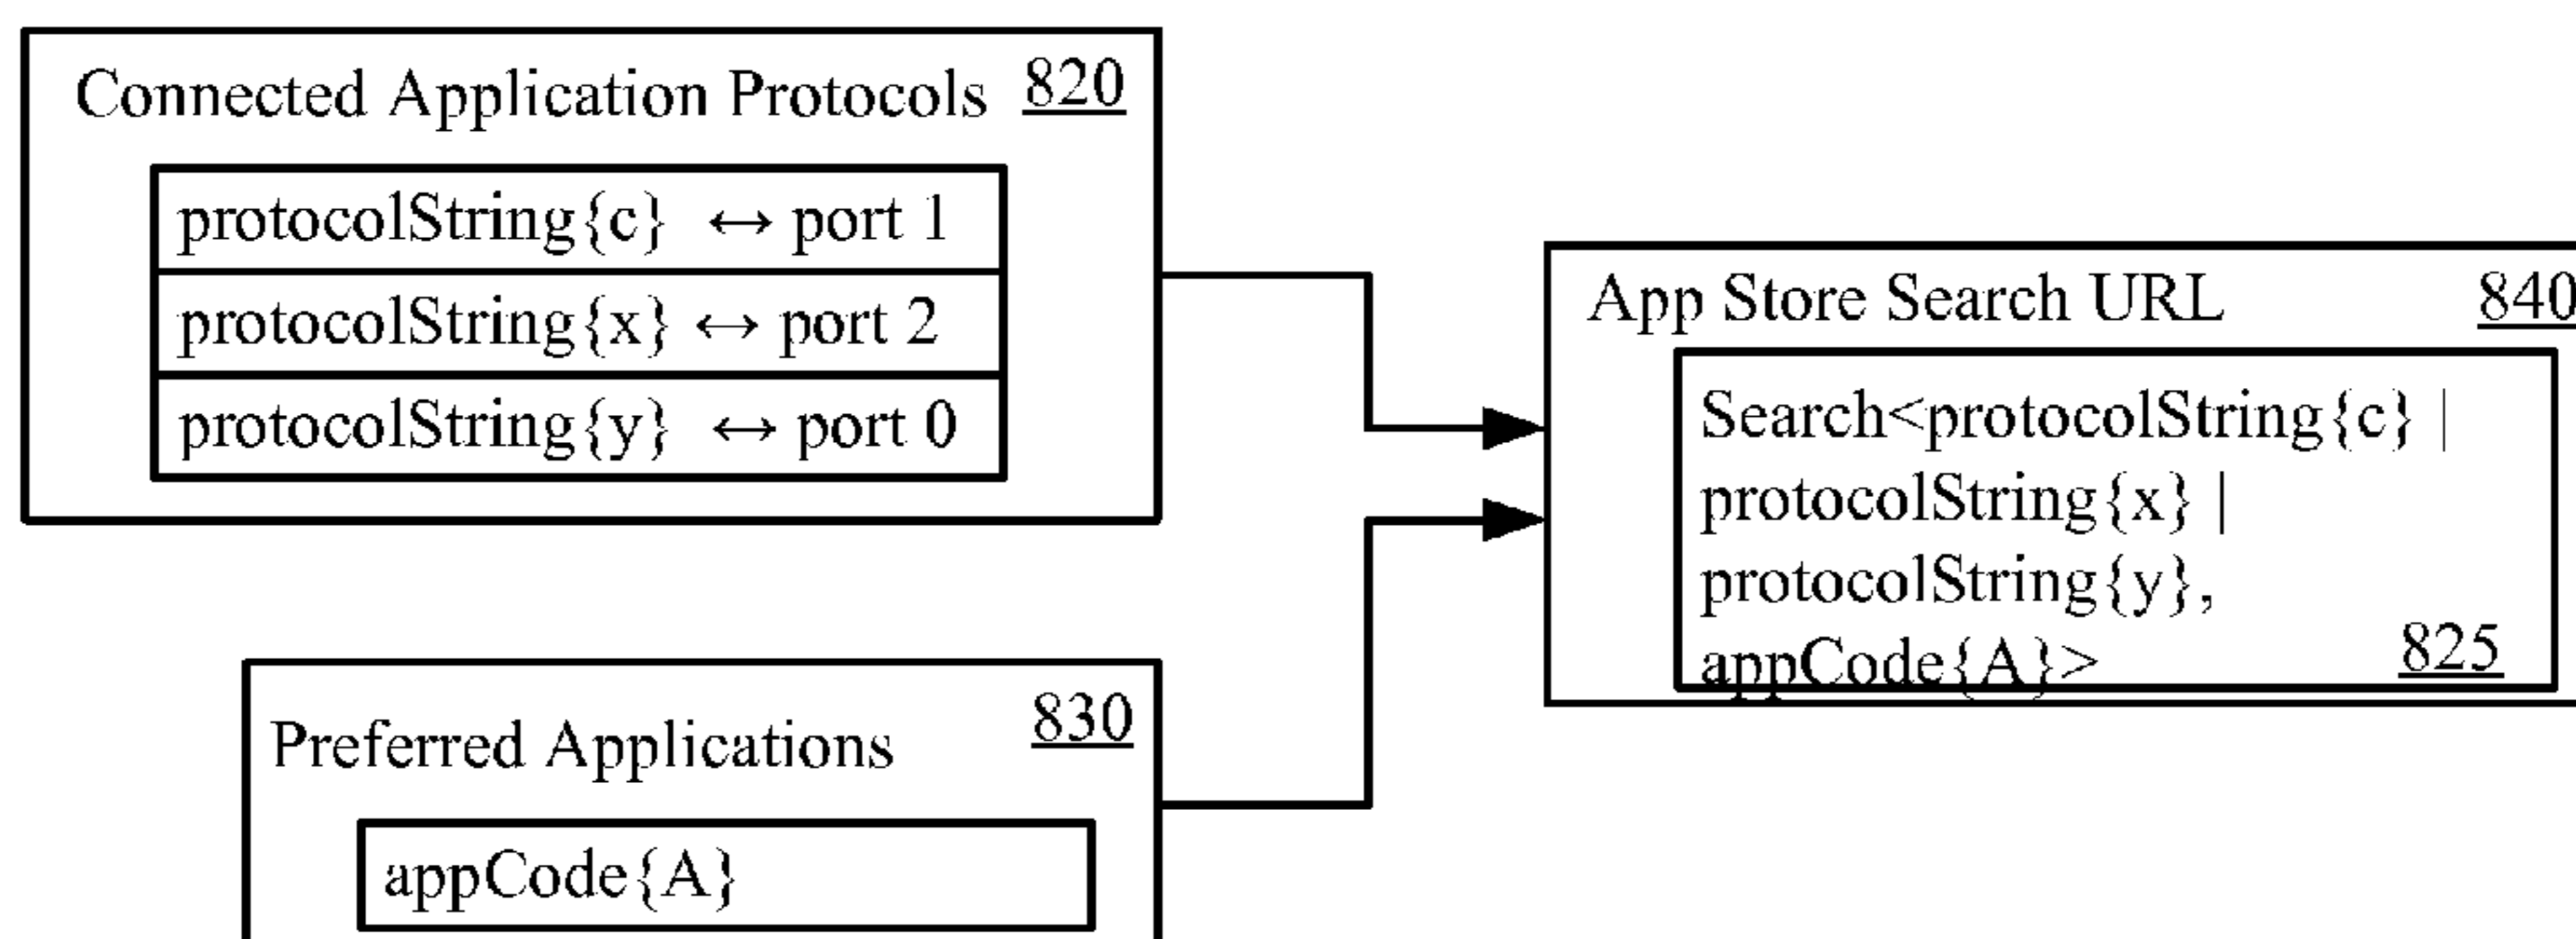 Connected Application Protocols 820
protocolString{c} ↔ port 1
protocolString{x} ↔ port 2
protocolString{y} ↔ port 0
App Store Search URL 840
Search<protocolString{c} |
protocolString{x} |
protocolString{y},
appCode{A}> 825
Preferred Applications 830
appCode{A}